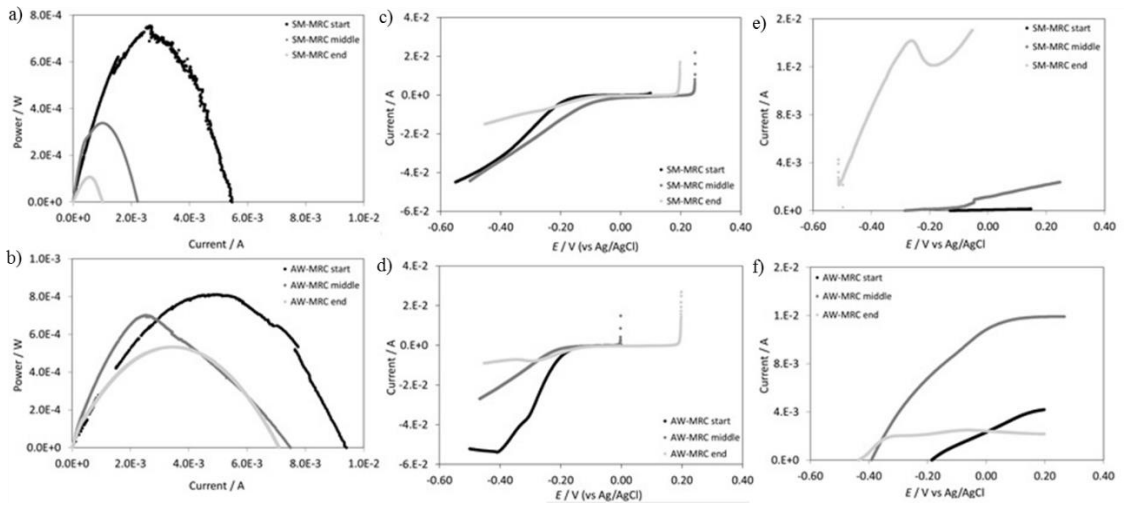 a)
8.0E-4
6.0E-4
4.0E-4
2.0E-4
0.0E+0
Power / W
SM-MRC start
SM-MRC middle
SM-MRC end
0.0E+0 2.0E-3 4.0E-3 6.0E-3 8.0E-3 1.0E-2
Current / A
c)
4.E-2
2.E-2
0.E+0
-2.E-2
-4.E-2
-6.E-2
Current / A
SM-MRC start
SM-MRC middle
SM-MRC end
-0.60 -0.40 -0.20 0.00 0.20 0.40
E / V (vs Ag/AgCl)
e)
2.E-2
1.E-2
8.E-3
4.E-3
0.E+0
Current / A
SM-MRC start
SM-MRC middle
SM-MRC end
-0.60 -0.40 -0.20 0.00 0.20 0.40
E / V vs Ag/AgCl
b)
1.0E-3
8.0E-4
6.0E-4
4.0E-4
2.0E-4
0.0E+0
Power / W
AW-MRC start
AW-MRC middle
AW-MRC end
0.0E+0 2.0E-3 4.0E-3 6.0E-3 8.0E-3 1.0E-2
Current / A
d)
4.E-2
2.E-2
0.E+0
-2.E-2
-4.E-2
-6.E-2
Current / A
AW-MRC start
AW-MRC middle
AW-MRC end
-0.60 -0.40 -0.20 0.00 0.20 0.40
E / V (vs Ag/AgCl)
f)
2.E-2
1.E-2
8.E-3
4.E-3
0.E+0
Current / A
AW-MRC start
AW-MRC middle
AW-MRC end
-0.60 -0.40 -0.20 0.00 0.20 0.40
E / V vs Ag/AgCl